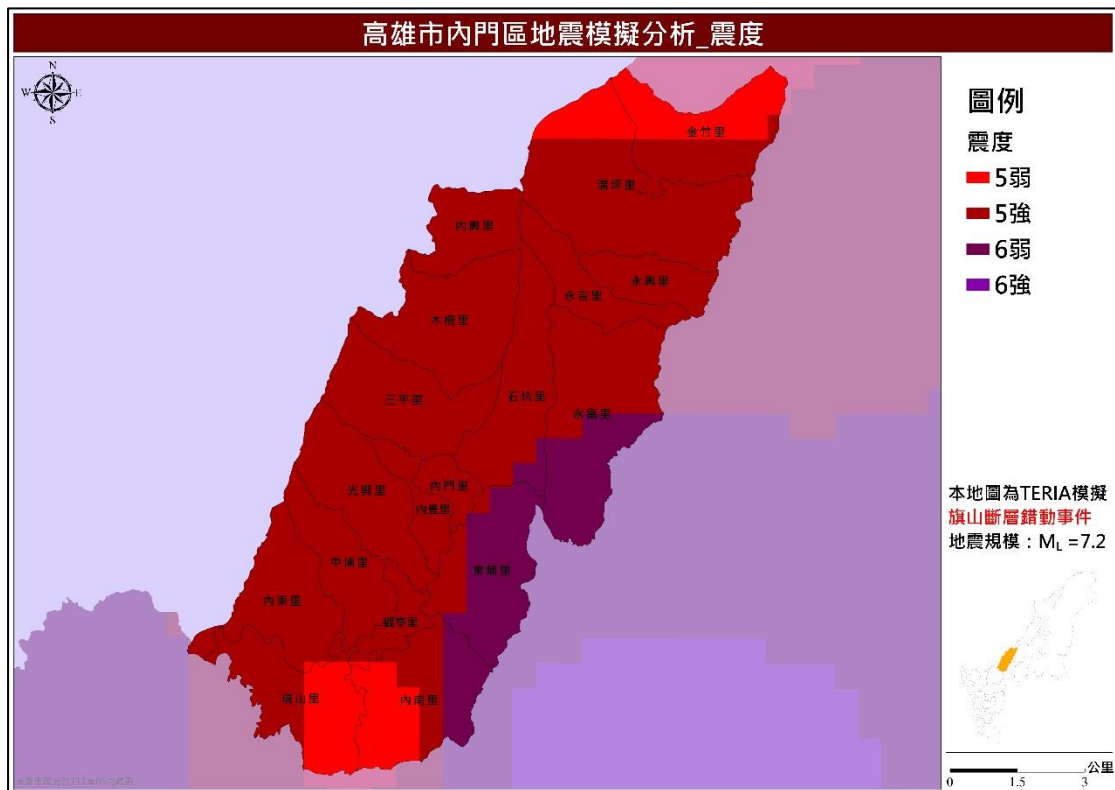 高雄市內門區地震模擬分析_震度
N
W
E
S
圖例
震度
5弱
5強
6弱
6強
金竹里
溝坪里
內興里
永興里
永吉里
木柵里
三平里
石坑里
永富里
光興里
內門里
內豐里
東埔里
中埔里
內東里
觀亭里
瑞山里
內南里
本地圖為TERIA模擬
旗山斷層錯動事件
地震規模：ML =7.2
公里
0 1.5 3